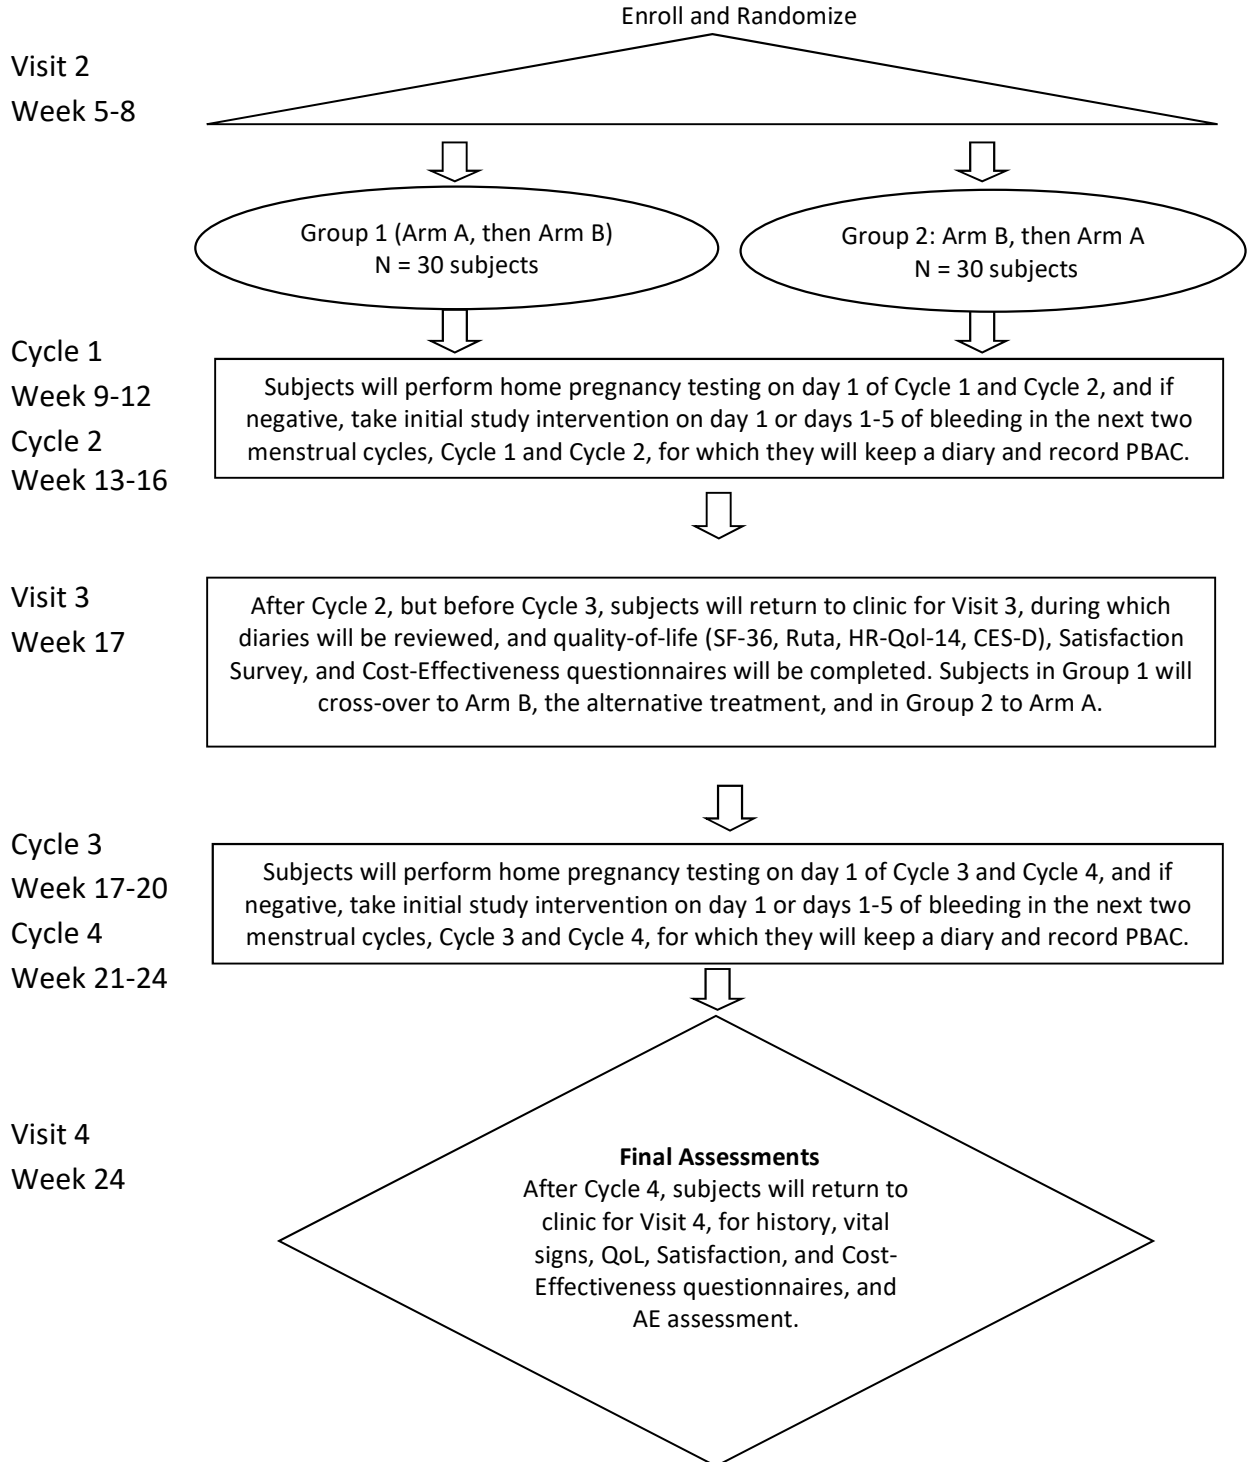 Enroll and Randomize
Visit 2
Week 5-8
Group 1 (Arm A, then Arm B)
N = 30 subjects
Group 2: Arm B, then Arm A
N = 30 subjects
Cycle 1
Week 9-12
Cycle 2
Week 13-16
Subjects will perform home pregnancy testing on day 1 of Cycle 1 and Cycle 2, and if
negative, take initial study intervention on day 1 or days 1-5 of bleeding in the next two
menstrual cycles, Cycle 1 and Cycle 2, for which they will keep a diary and record PBAC.
Visit 3
Week 17
After Cycle 2, but before Cycle 3, subjects will return to clinic for Visit 3, during which
diaries will be reviewed, and quality-of-life (SF-36, Ruta, HR-Qol-14, CES-D), Satisfaction
Survey, and Cost-Effectiveness questionnaires will be completed. Subjects in Group 1 will
cross-over to Arm B, the alternative treatment, and in Group 2 to Arm A.
Cycle 3
Week 17-20
Cycle 4
Week 21-24
Subjects will perform home pregnancy testing on day 1 of Cycle 3 and Cycle 4, and if
negative, take initial study intervention on day 1 or days 1-5 of bleeding in the next two
menstrual cycles, Cycle 3 and Cycle 4, for which they will keep a diary and record PBAC.
Visit 4
Week 24
Final Assessments
After Cycle 4, subjects will return to
clinic for Visit 4, for history, vital
signs, QoL, Satisfaction, and Cost-
Effectiveness questionnaires, and
AE assessment.